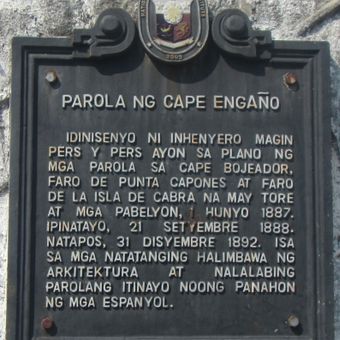 2005
PAROLA NG CAPE ENGAÑO
IDINISENYO NI INHENYERO MAGIN
PERS Y PERS AYON SA PLANO NG
MGA PAROLA SA CAPE BOJEADOR,
FARO DE PUNTA CAPONES AT FARO
DE LA ISLA DE CABRA NA MAY TORE
AT MGA PABELYON, 1 HUNYO 1887.
IPINATAYO, 21 SETYEMBRE 1888.
NATAPOS, 31 DISYEMBRE 1892. ISA
SA MGA NATATANGING HALIMBAWA NG
ARKITEKTURA AT NALALABING
PAROLANG ITINAYO NOONG PANAHON
NG MGA ESPANYOL.